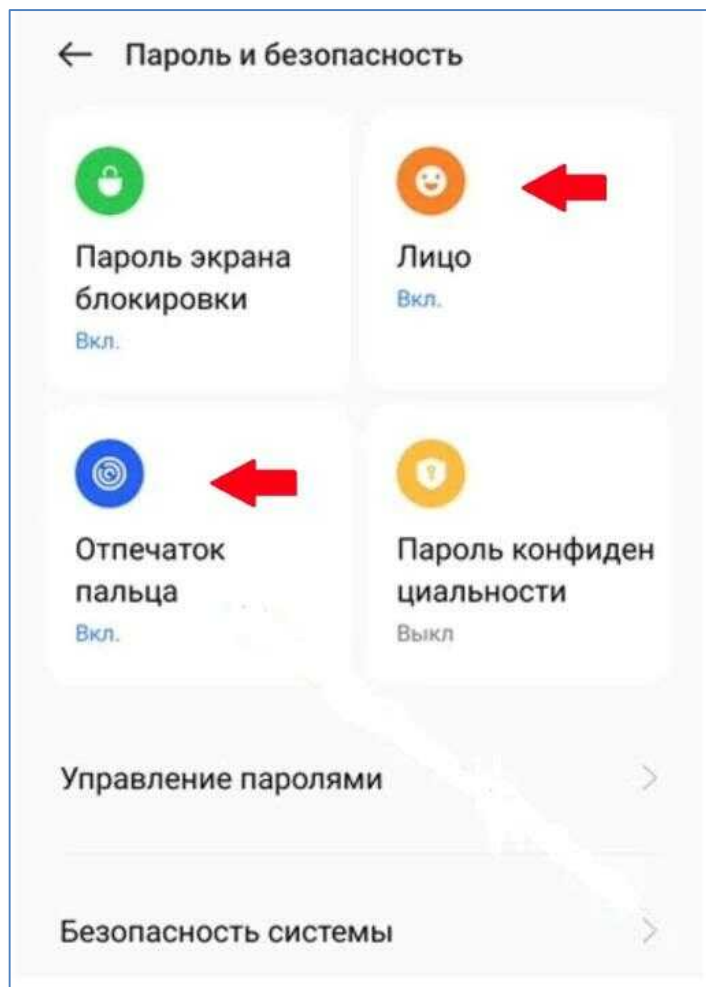 Пароль и безопасность
Пароль экрана
блокировки
Вкл.
Лицо
Вкл.
Отпечаток
пальца
Вкл.
Пароль конфиден
циальности
Выкл
Управление паролями
Безопасность системы